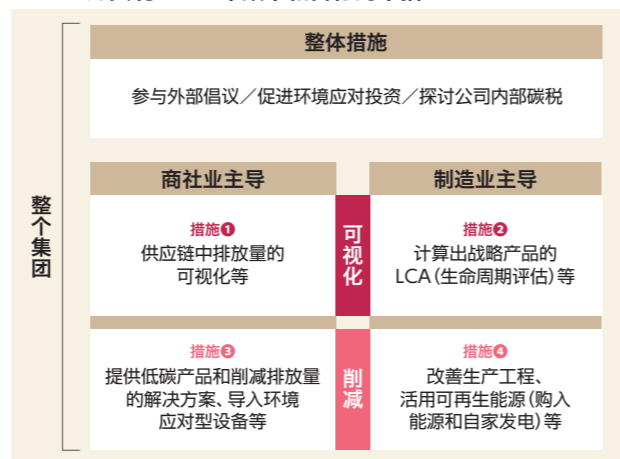 整体措施
参与外部倡议／促进环境应对投资／探讨公司内部碳税
整个集团
商社业主导
制造业主导
措施❶
供应链中排放量的
可视化等
可视化
措施❷
计算出战略产品的
LCA（生命周期评估）等
措施❸
提供低碳产品和削减排放量
的解决方案、导入环境
应对型设备等
削减
措施❹
改善生产工程、
活用可再生能源（购入
能源和自家发电）等